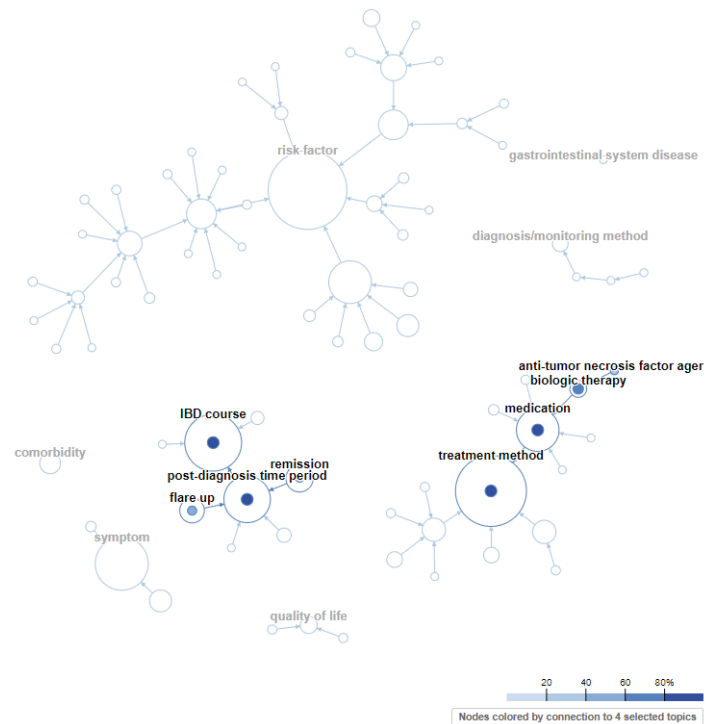 risk factor
gastrointestinal system disease
diagnosis/monitoring method
anti-tumor necrosis factor ager
biologic therapy
medication
IBD course
treatment method
comorbidity
remission
post-diagnosis time period
flare up
symptom
quality of life
20 40 60 80%
Nodes colored by connection to 4 selected topics